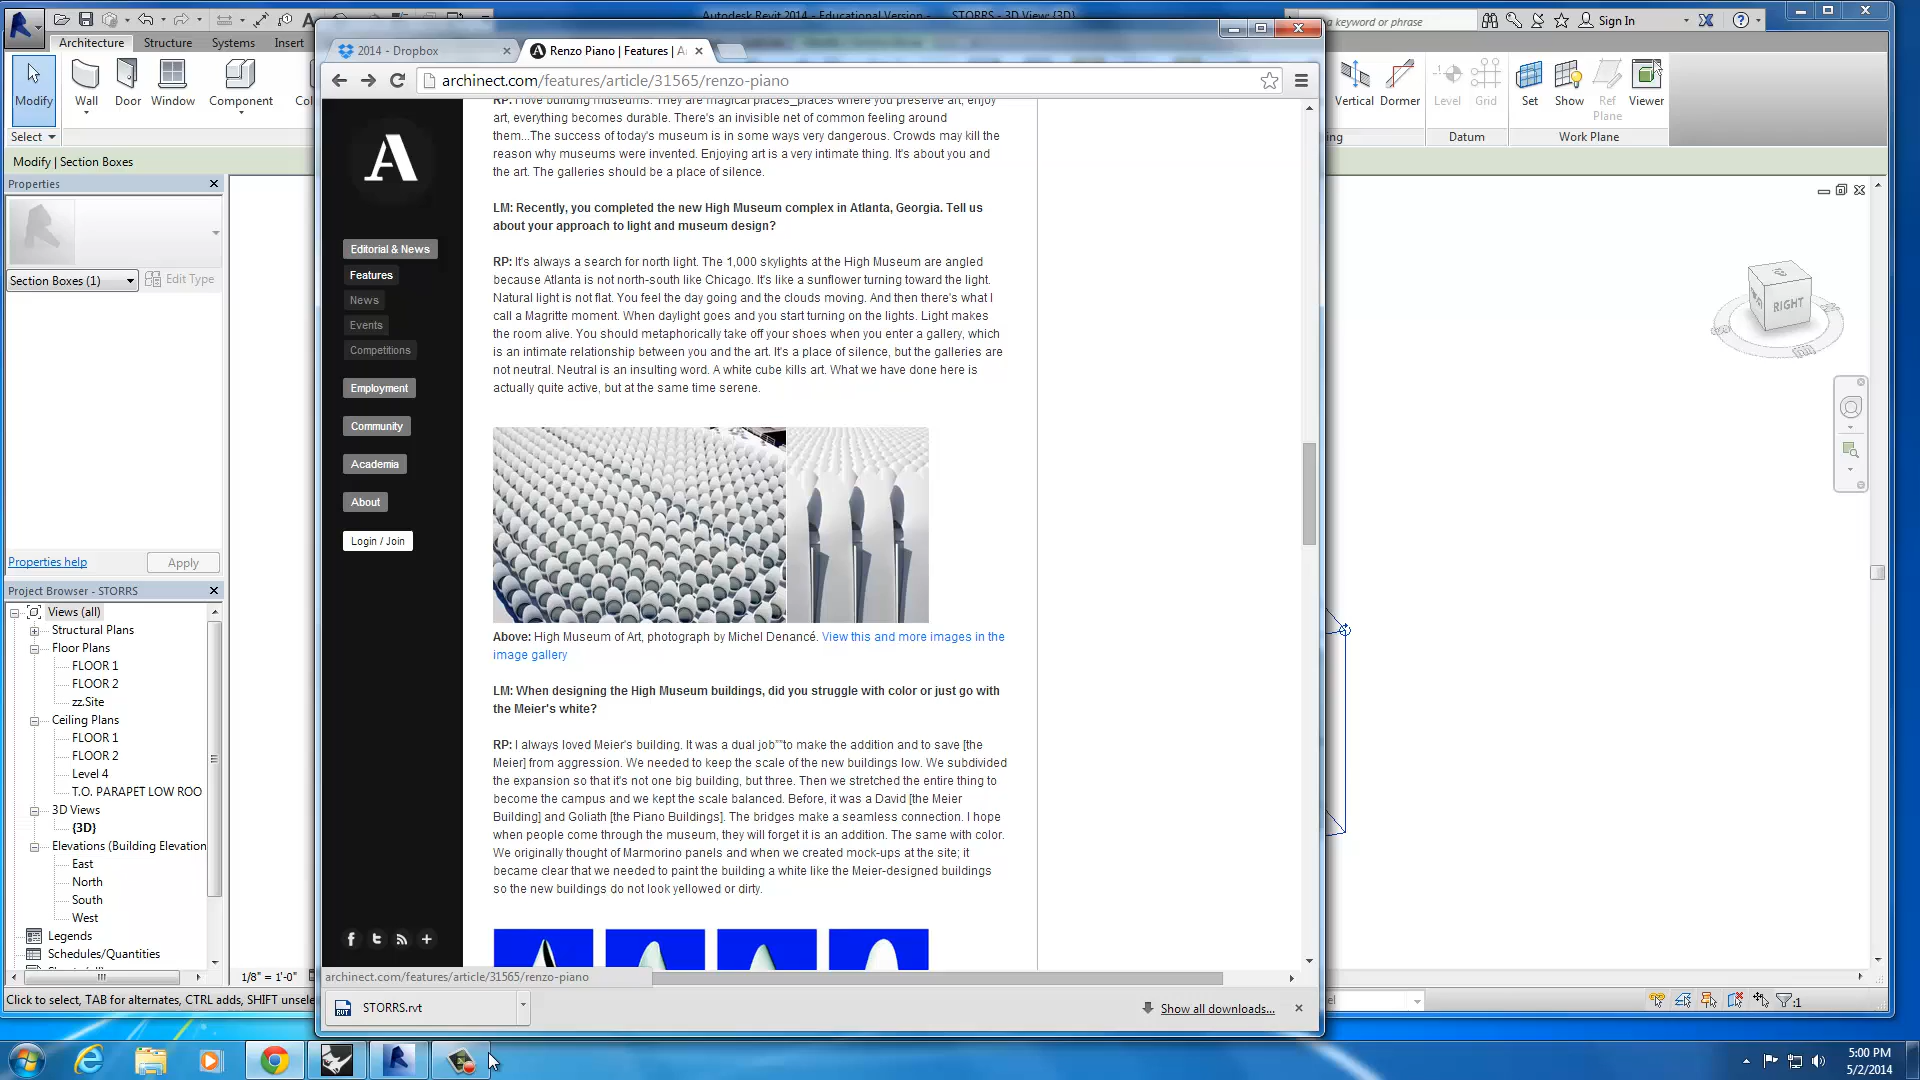 Autodesk Revit 2014 - Educational Version - STORRS - 3D View: {3D}
keyword or phrase
Sign In
Architecture
Structure
Systems
Insert
Modify
Wall
Door
Window
Component
Select
Vertical
Dormer
Level
Grid
Set
Show
Ref Plane
Viewer
Datum
Work Plane
Modify | Section Boxes
Properties
Section Boxes (1)
Edit Type
Properties help
Apply
Project Browser - STORRS
Views (all)
Structural Plans
Floor Plans
FLOOR 1
FLOOR 2
zz.Site
Ceiling Plans
FLOOR 1
FLOOR 2
Level 4
T.O. PARAPET LOW ROO
3D Views
{3D}
Elevations (Building Elevation
East
North
South
West
Legends
Schedules/Quantities
1/8" = 1'-0"
Click to select, TAB for alternates, CTRL adds, SHIFT unsele
2014 - Dropbox
Renzo Piano | Features | A
archinect.com/features/article/31565/renzo-piano
A
Editorial & News
Features
News
Events
Competitions
Employment
Community
Academia
About
Login / Join
RP: I love building museums. They are magical places_places where you preserve art, enjoy
art, everything becomes durable. There's an invisible net of common feeling around
them...The success of today's museum is in some ways very dangerous. Crowds may kill the
reason why museums were invented. Enjoying art is a very intimate thing. It's about you and
the art. The galleries should be a place of silence.
LM: Recently, you completed the new High Museum complex in Atlanta, Georgia. Tell us
about your approach to light and museum design?
RP: It's always a search for north light. The 1,000 skylights at the High Museum are angled
because Atlanta is not north-south like Chicago. It's like a sunflower turning toward the light.
Natural light is not flat. You feel the day going and the clouds moving. And then there's what I
call a Magritte moment. When daylight goes and you start turning on the lights. Light makes
the room alive. You should metaphorically take off your shoes when you enter a gallery, which
is an intimate relationship between you and the art. It's a place of silence, but the galleries are
not neutral. Neutral is an insulting word. A white cube kills art. What we have done here is
actually quite active, but at the same time serene.
Above: High Museum of Art, photograph by Michel Denancé. View this and more images in the
image gallery
LM: When designing the High Museum buildings, did you struggle with color or just go with
the Meier's white?
RP: I always loved Meier's building. It was a dual job""to make the addition and to save [the
Meier] from aggression. We needed to keep the scale of the new buildings low. We subdivided
the expansion so that it's not one big building, but three. Then we stretched the entire thing to
become the campus and we kept the scale balanced. Before, it was a David [the Meier
Building] and Goliath [the Piano Buildings]. The bridges make a seamless connection. I hope
when people come through the museum, they will forget it is an addition. The same with color.
We originally thought of Marmorino panels and when we created mock-ups at the site; it
became clear that we needed to paint the building a white like the Meier-designed buildings
so the new buildings do not look yellowed or dirty.
archinect.com/features/article/31565/renzo-piano
STORRS.rvt
Show all downloads...
RIGHT
:1
5:00 PM
5/2/2014